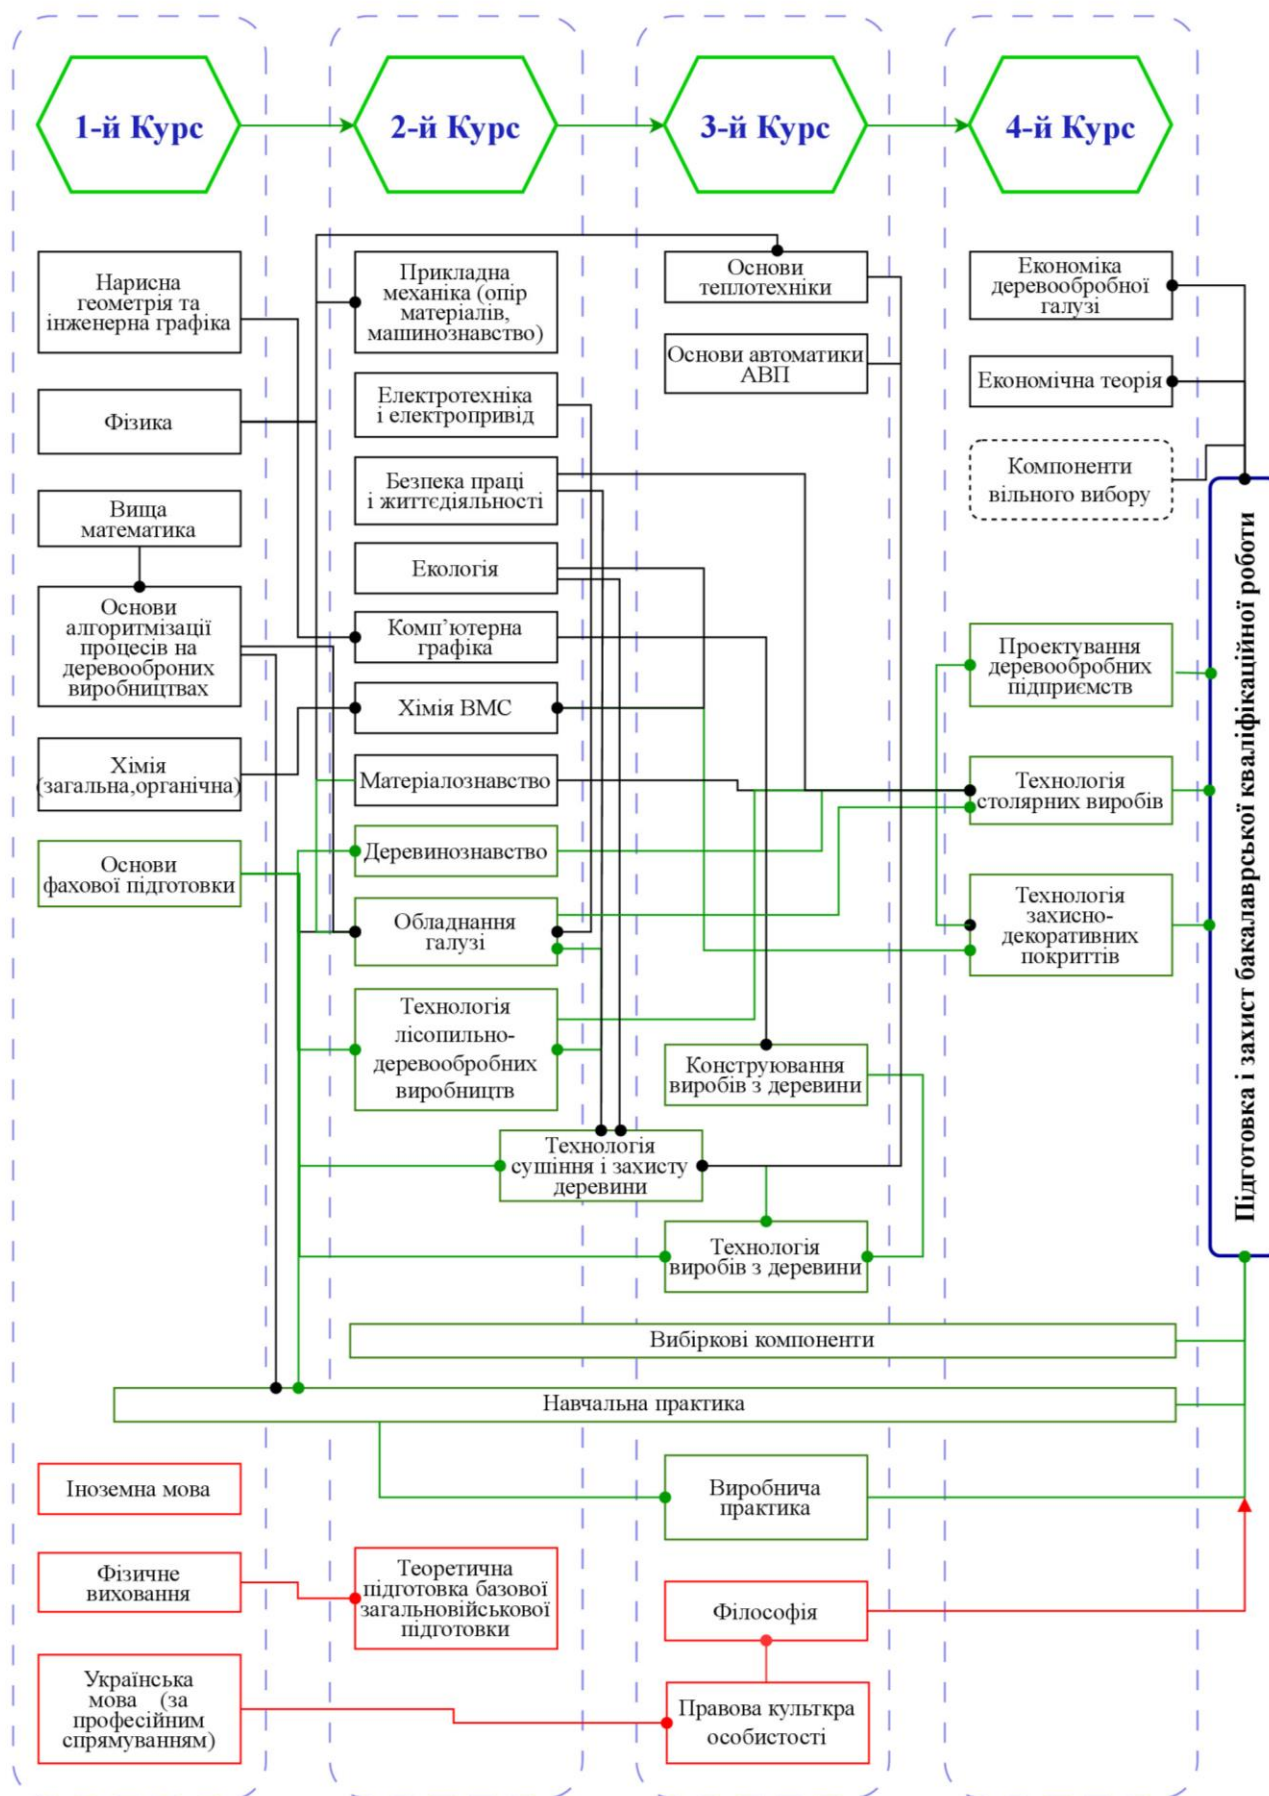 1-й Курс
2-й Курс
3-й Курс
4-й Курс
Нарисна
геометрія та
інженерна графіка
Фізика
Вища
математика
Основи
алгоритмізації
процесів на
деревооброних
виробництвах
Хімія
(загальна,органічна)
Основи
фахової підготовки
Прикладна
механіка (опір
матеріалів,
машинознавство)
Електротехніка
і електропривід
Безпека праці
і життєдіяльності
Екологія
Комп’ютерна
графіка
Хімія ВМС
Матеріалознавство
Деревинознавство
Обладнання
галузі
Технологія
лісопильно-
деревообробних
виробництв
Технологія
сушіння і захисту
деревини
Основи
теплотехніки
Основи автоматики
АВП
Конструювання
виробів з деревини
Технологія
виробів з деревини
Економіка
деревообробної
галузі
Економічна теорія
Компоненти
вільного вибору
Проектування
деревообробних
підприємств
Технологія
столярних виробів
Технологія
захисно-
декоративних
покриттів
Підготовка і захист бакалаврської кваліфікаційної роботи
Вибіркові компоненти
Навчальна практика
Виробнича
практика
Іноземна мова
Фізичне
виховання
Теоретична
підготовка базової
загальновійськової
підготовки
Філософія
Українська
мова (за
професійним
спрямуванням)
Правова культкра
особистості